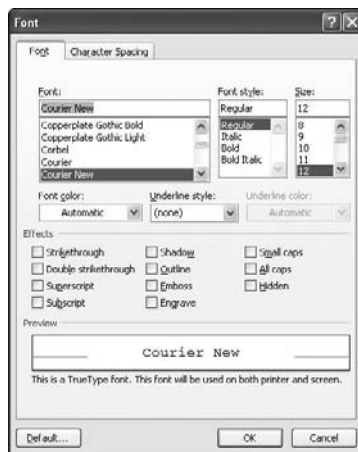 Font
Font Character Spacing
Font: Font style: Size:
Courier New Regular 12
Copperplate Gothic Bold Regular 8
Copperplate Gothic Light Italic 9
Corbel Bold 10
Courier Bold Italic 11
Courier New 12
Font color: Underline style: Underline color:
Automatic (none) Automatic
Effects
Strikethrough Shadow Small caps
Double strikethrough Outline All caps
Superscript Emboss Hidden
Subscript Engrave
Preview
Courier New
This is a TrueType font. This font will be used on both printer and screen.
Default... OK Cancel